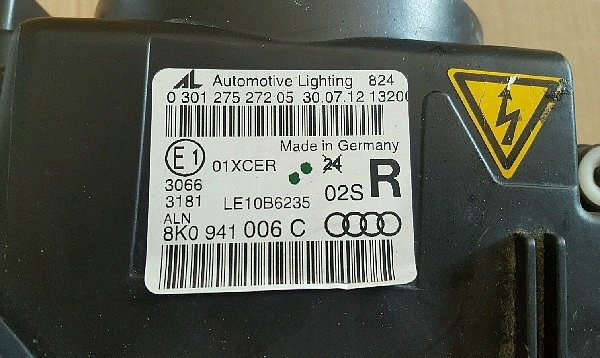 AL Automotive Lighting 824
0 301 275 272 05 30.07.12 13200
Made in Germany
E1 01XCER 24
3066
3181 LE10B6235 02S R
ALN
8K0 941 006 C